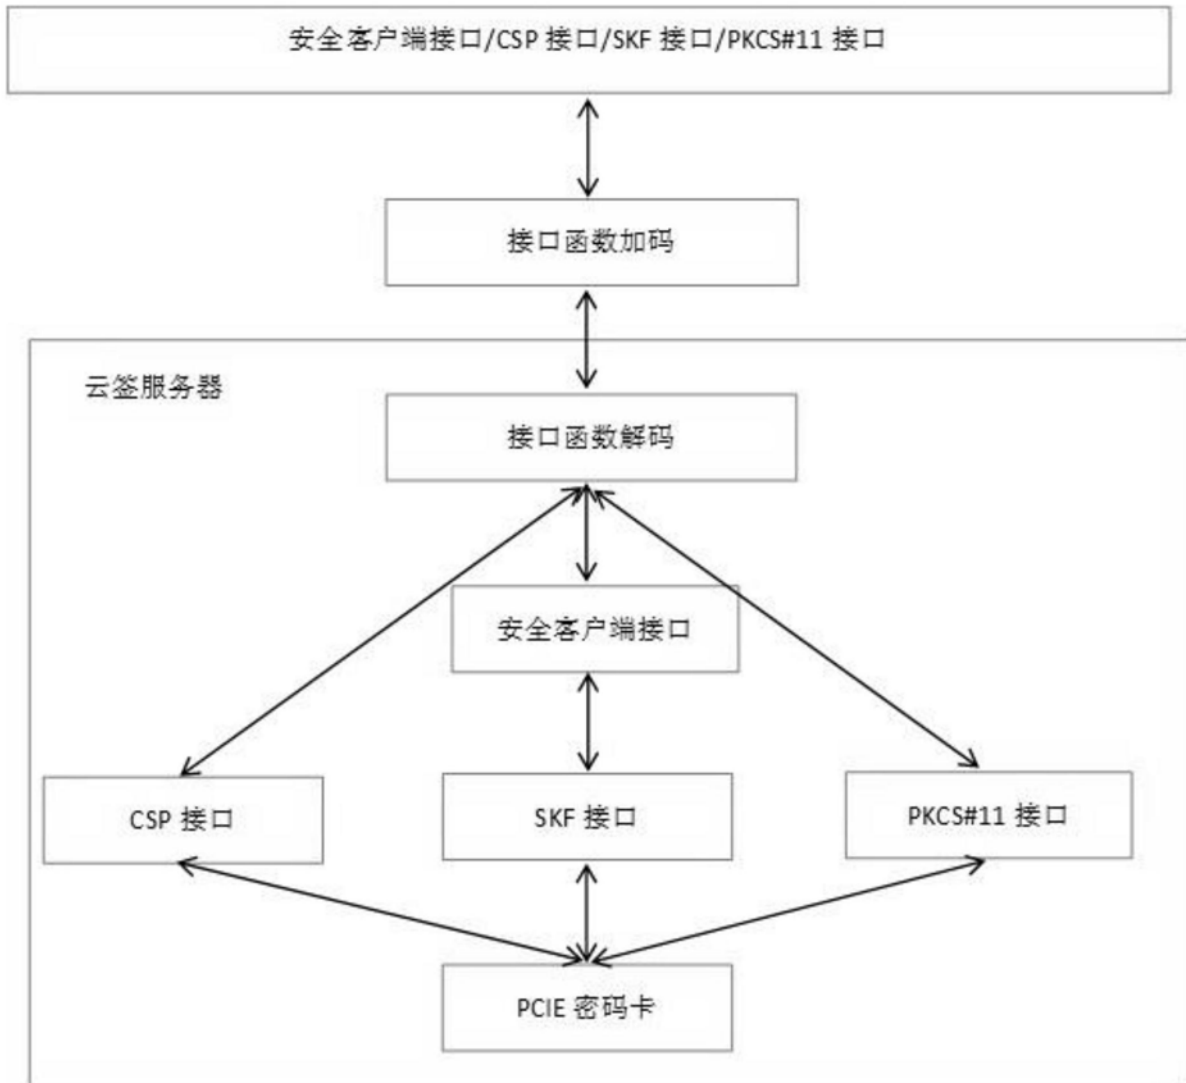 安全客户端接口/CSP 接口/SKF 接口/PKCS#11 接口
接口函数加码
云签服务器
接口函数解码
安全客户端接口
CSP 接口
SKF 接口
PKCS#11 接口
PCIE 密码卡